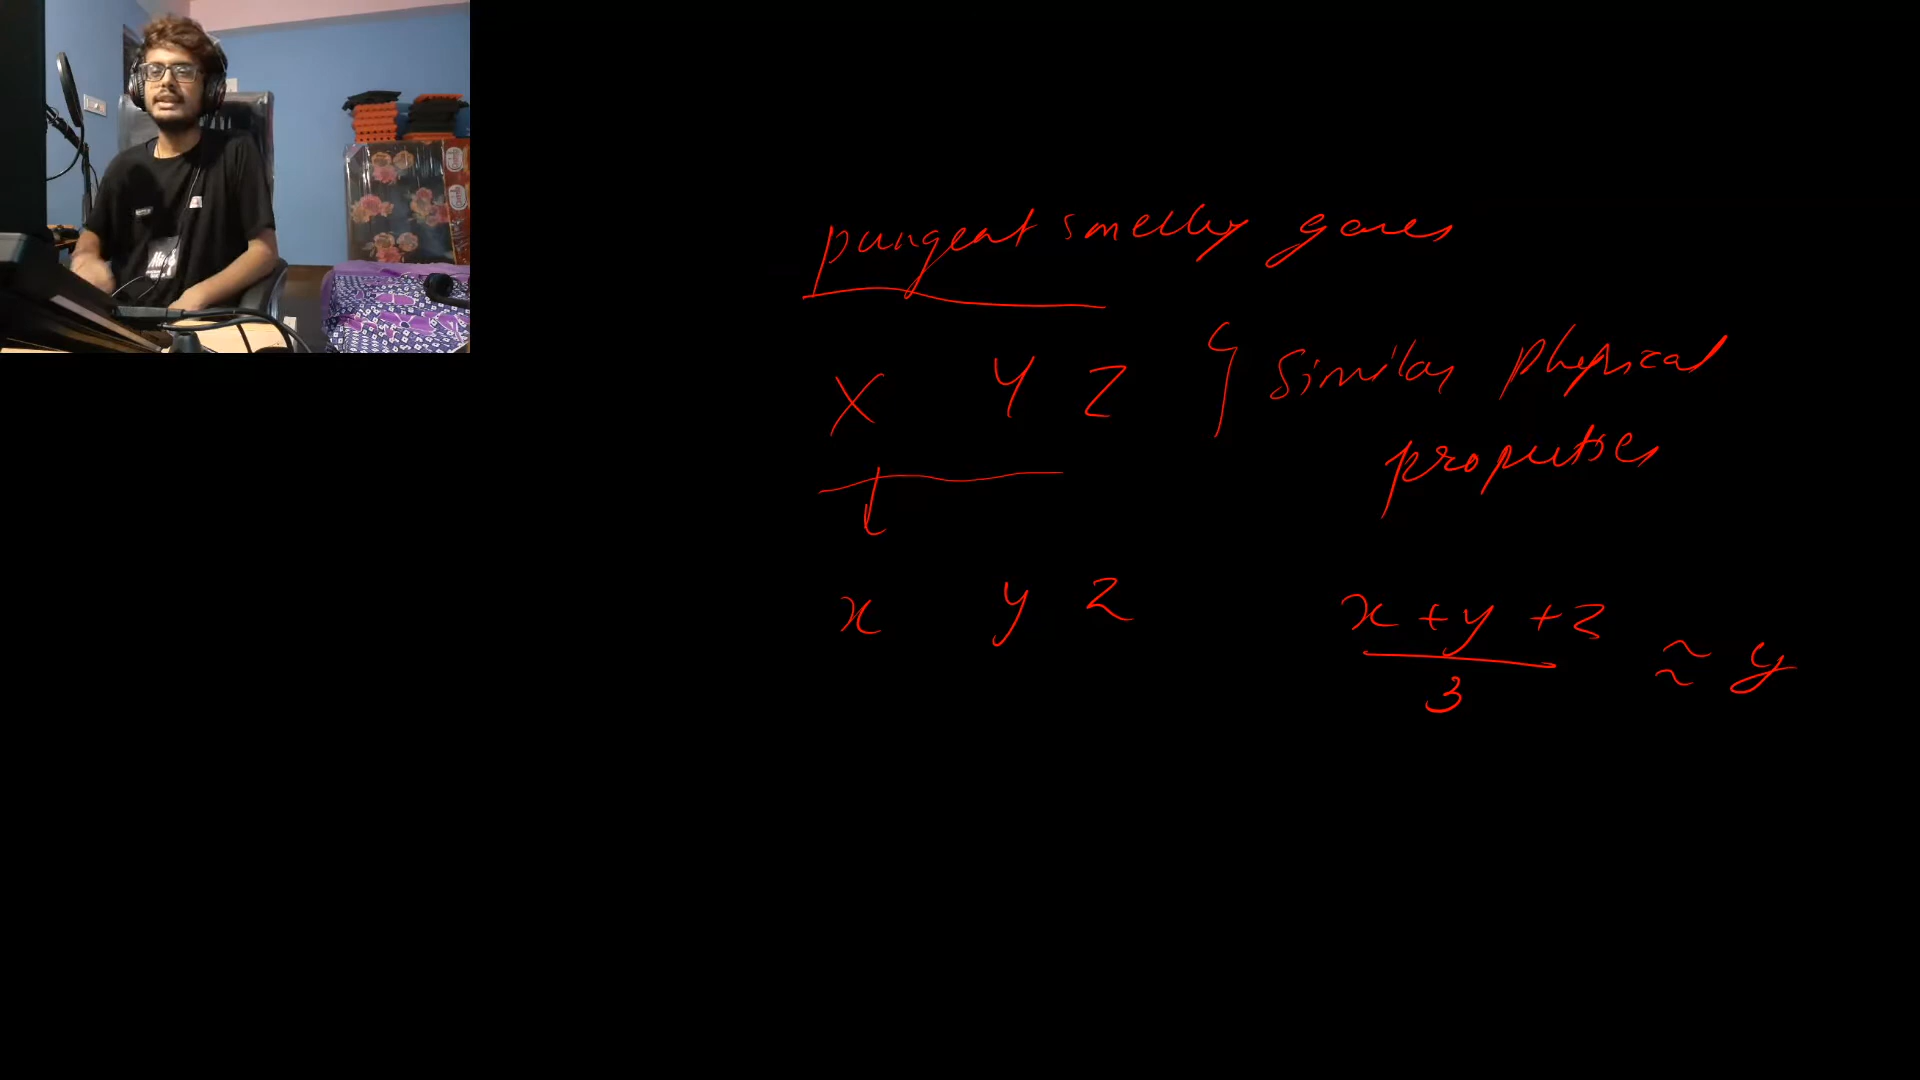 pungent smelly gases
X Y Z } Similar physical
properties
t
x y z
x + y + z
3
≈ y